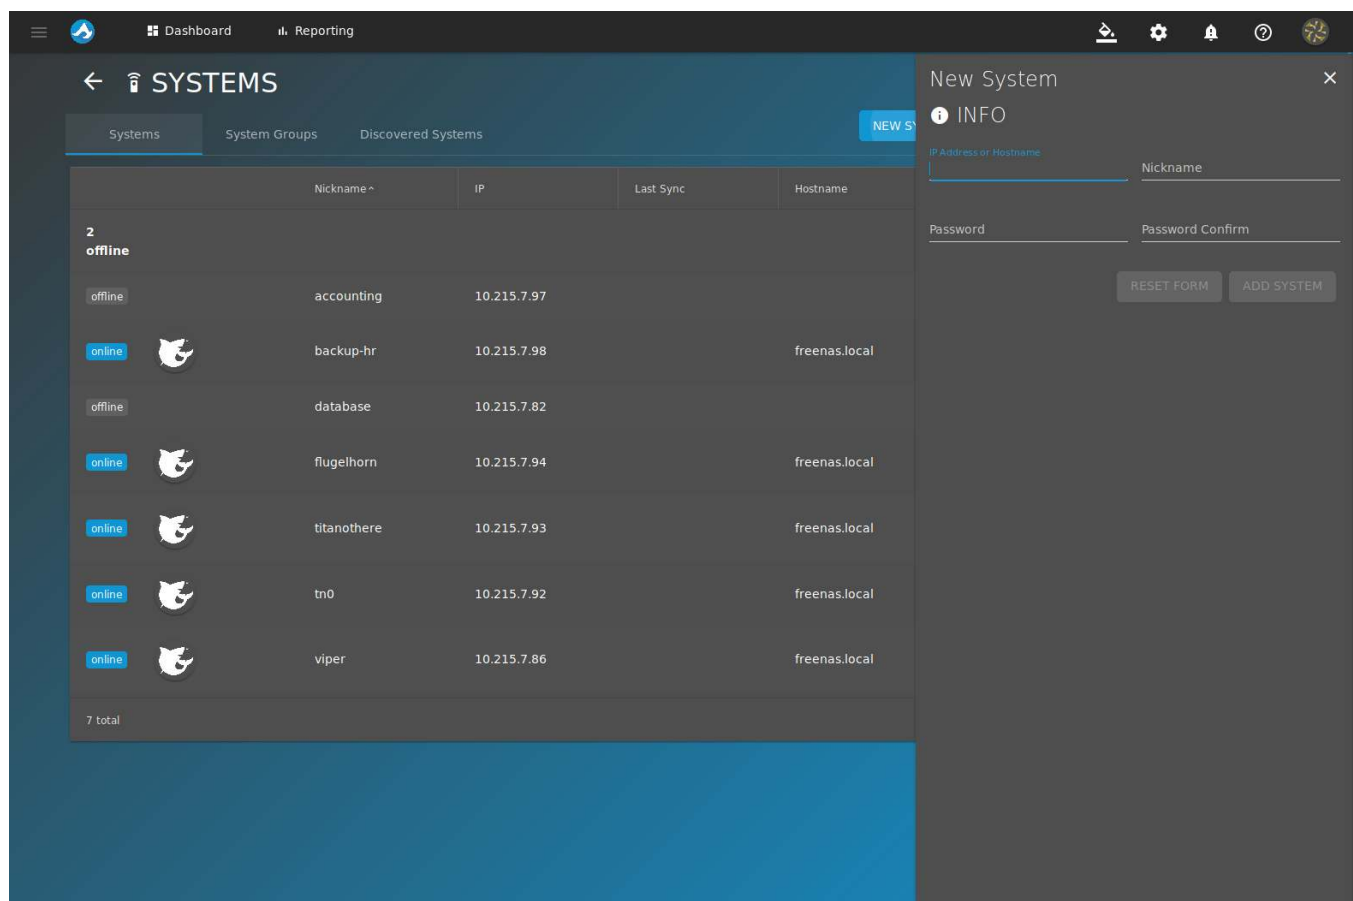 Dashboard Reporting
SYSTEMS
Systems System Groups Discovered Systems
NEW SY
Nickname IP Last Sync Hostname
2
offline
offline accounting 10.215.7.97
online backup-hr 10.215.7.98 freenas.local
offline database 10.215.7.82
online flugelhorn 10.215.7.94 freenas.local
online titanothere 10.215.7.93 freenas.local
online tn0 10.215.7.92 freenas.local
online viper 10.215.7.86 freenas.local
7 total
New System
INFO
IP Address or Hostname
Nickname
Password Password Confirm
RESET FORM ADD SYSTEM